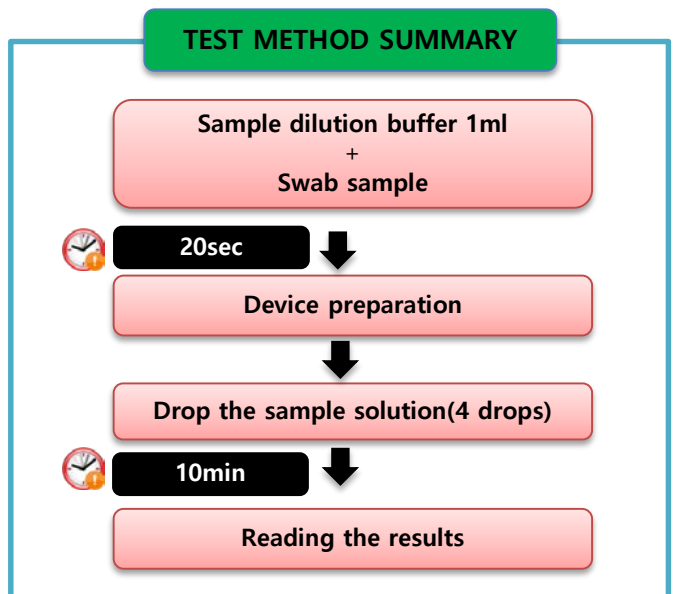 TEST METHOD SUMMARY
Sample dilution buffer 1ml
+
Swab sample
20sec
Device preparation
Drop the sample solution(4 drops)
10min
Reading the results